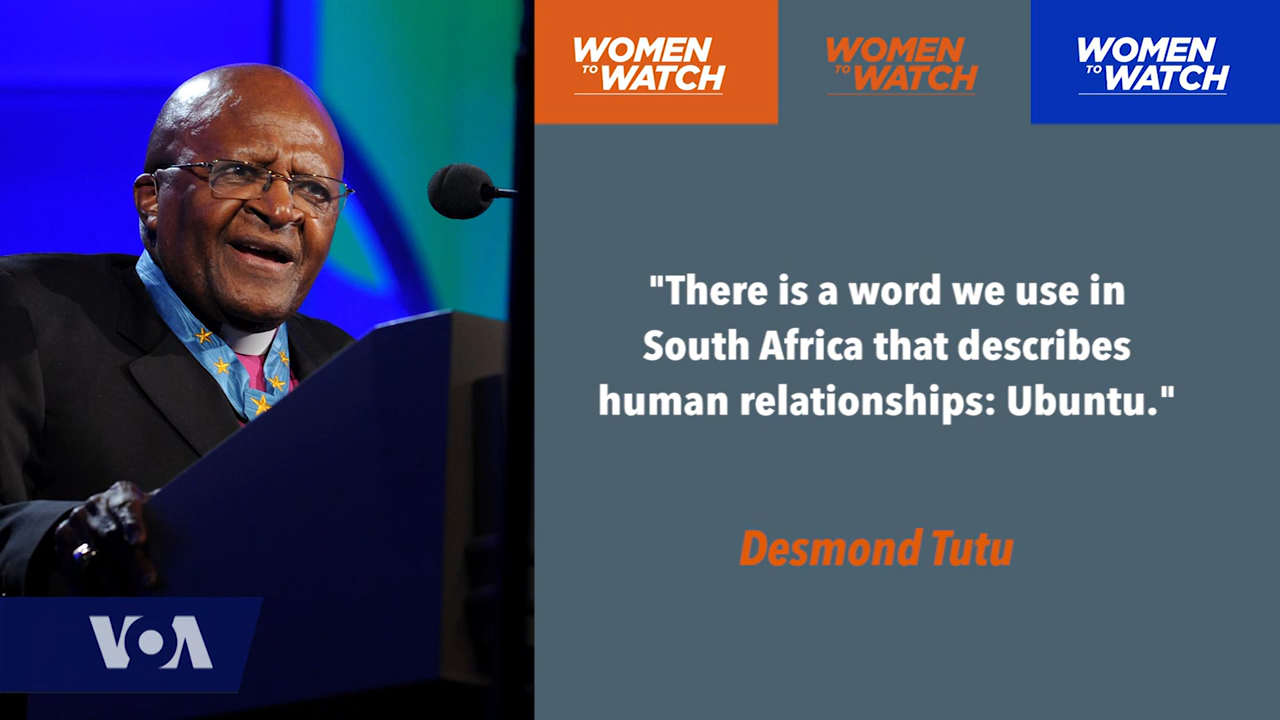 WOMEN
TO WATCH
WOMEN
TO WATCH
WOMEN
TO WATCH
"There is a word we use in
South Africa that describes
human relationships: Ubuntu."
Desmond Tutu
VOA